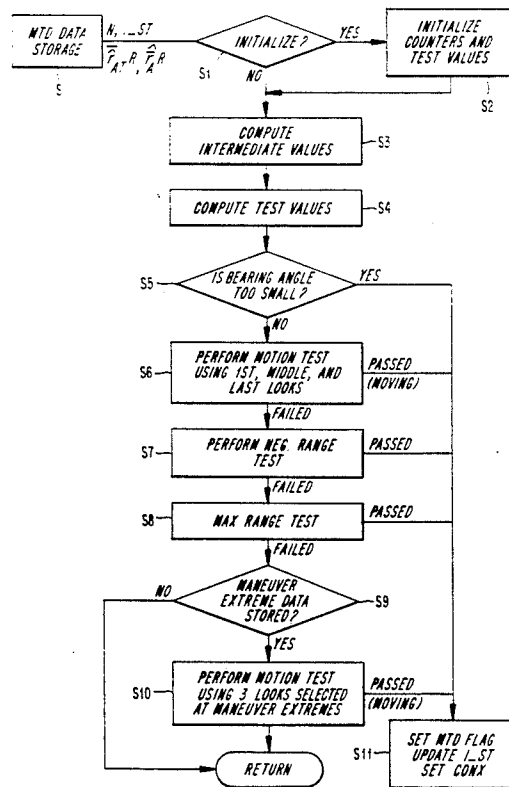 MTD DATA
STORAGE
S
N, I_ST
INITIALIZE?
S1
YES
INITIALIZE
COUNTERS AND
TEST VALUES
S2
NO
COMPUTE
INTERMEDIATE VALUES
S3
COMPUTE TEST VALUES
S4
IS BEARING ANGLE
TOO SMALL?
S5
YES
NO
PERFORM MOTION TEST
USING 1ST, MIDDLE, AND
LAST LOOKS
S6
PASSED
(MOVING)
FAILED
PERFORM NEG. RANGE
TEST
S7
PASSED
FAILED
MAX RANGE TEST
S8
PASSED
FAILED
NO
MANEUVER
EXTREME DATA
STORED?
S9
YES
PERFORM MOTION TEST
USING 3 LOOKS SELECTED
AT MANEUVER EXTREMES
S10
PASSED
(MOVING)
RETURN
SET MTD FLAG
UPDATE I_ST
SET CONX
S11